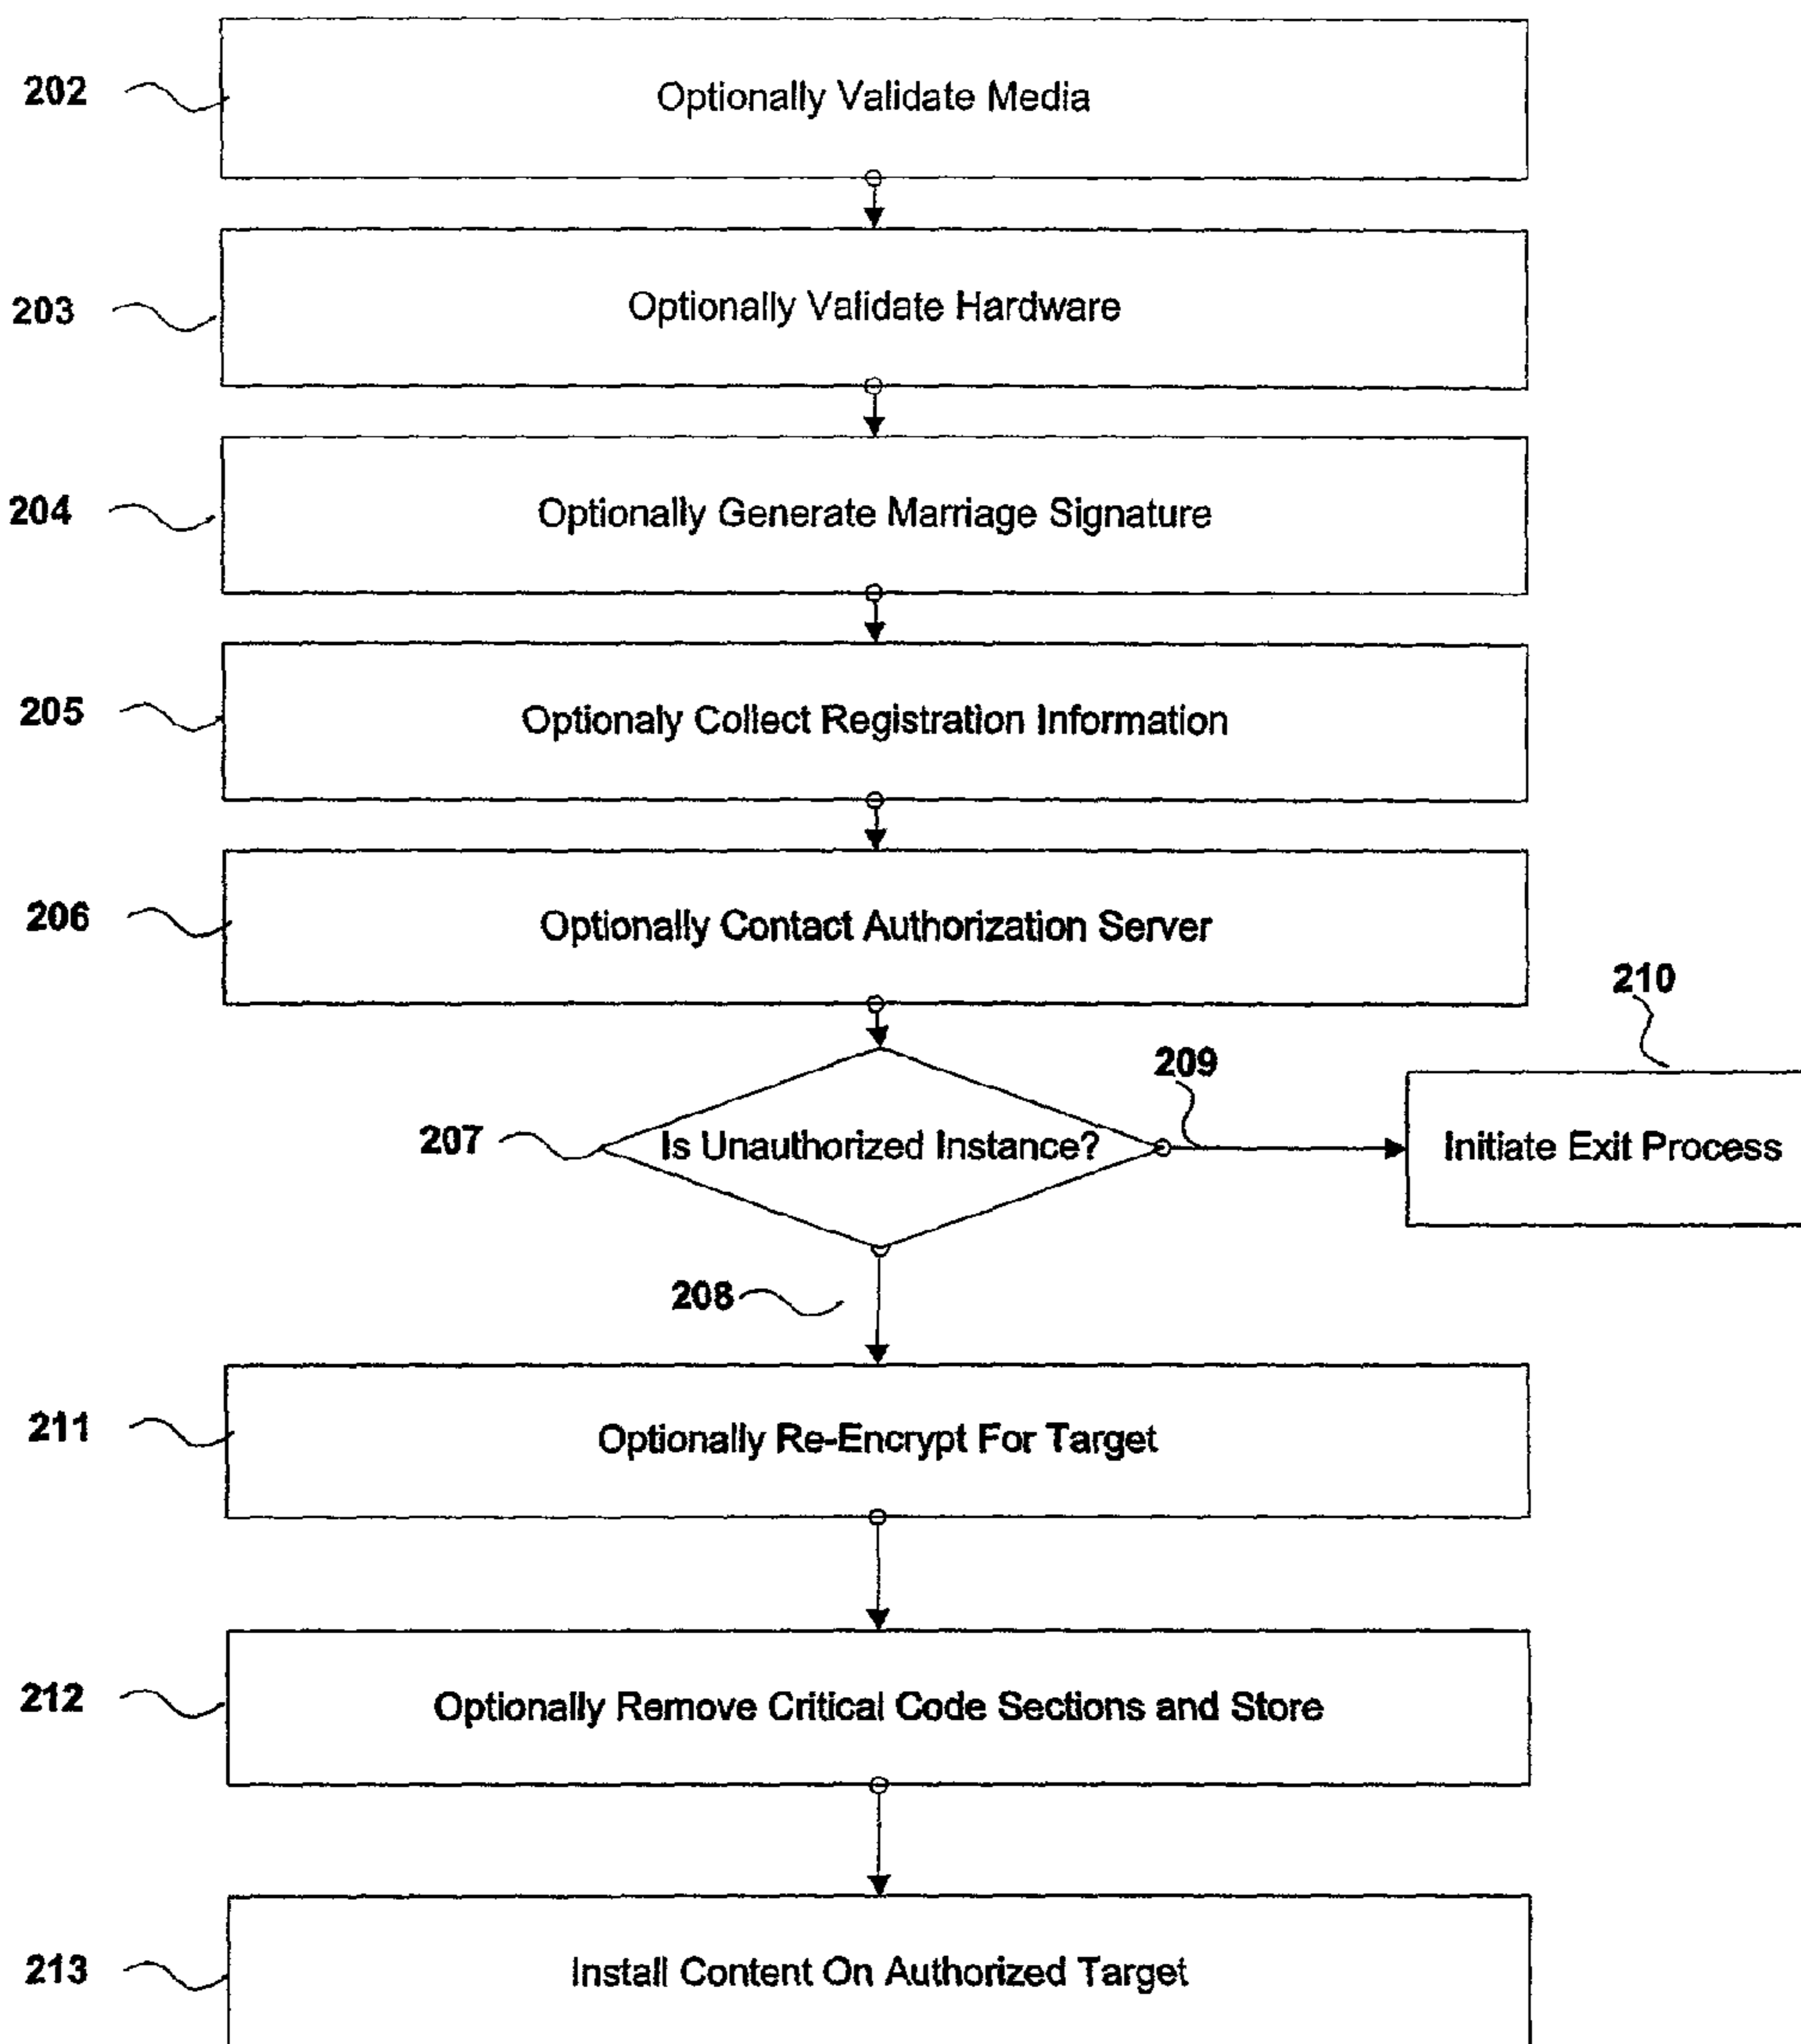 202
Optionally Validate Media
203
Optionally Validate Hardware
204
Optionally Generate Marriage Signature
205
Optionaly Collect Registration Information
206
Optionally Contact Authorization Server
210
209
207
Is Unauthorized Instance?
Initiate Exit Process
208
211
Optionally Re-Encrypt For Target
212
Optionally Remove Critical Code Sections and Store
213
Install Content On Authorized Target